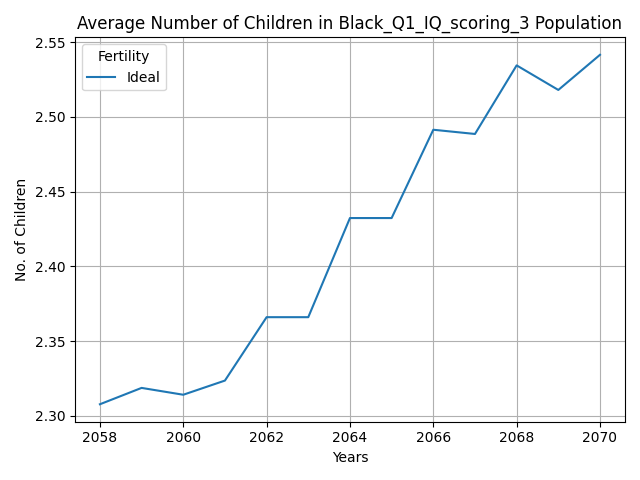 Average Number of Children in Black_Q1_IQ_scoring_3 Population
Fertility
Ideal
2.55
2.50
2.45
2.40
2.35
2.30
No. of Children
2058 2060 2062 2064 2066 2068 2070
Years